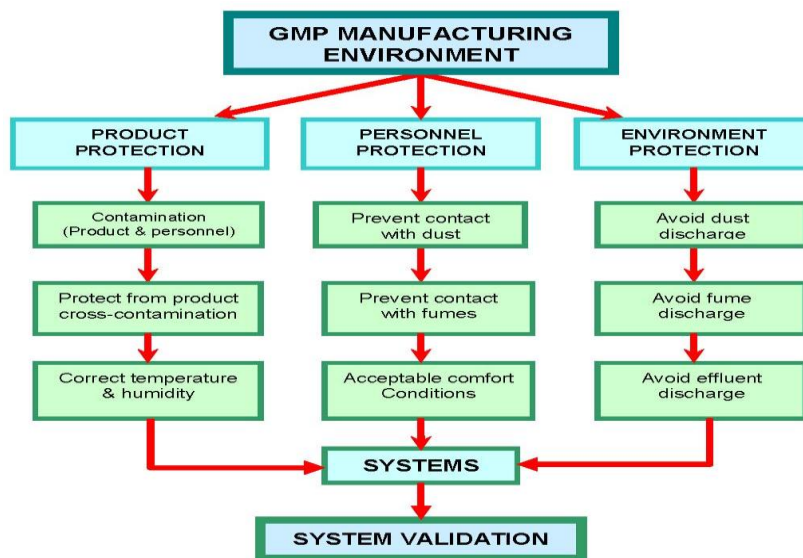 GMP MANUFACTURING
ENVIRONMENT
PRODUCT
PROTECTION
PERSONNEL
PROTECTION
ENVIRONMENT
PROTECTION
Contamination
(Product & personnel)
Prevent contact
with dust
Avoid dust
discharge
Protect from product
cross-contamination
Prevent contact
with fumes
Avoid fume
discharge
Correct temperature
& humidity
Acceptable comfort
Conditions
Avoid effluent
discharge
SYSTEMS
SYSTEM VALIDATION